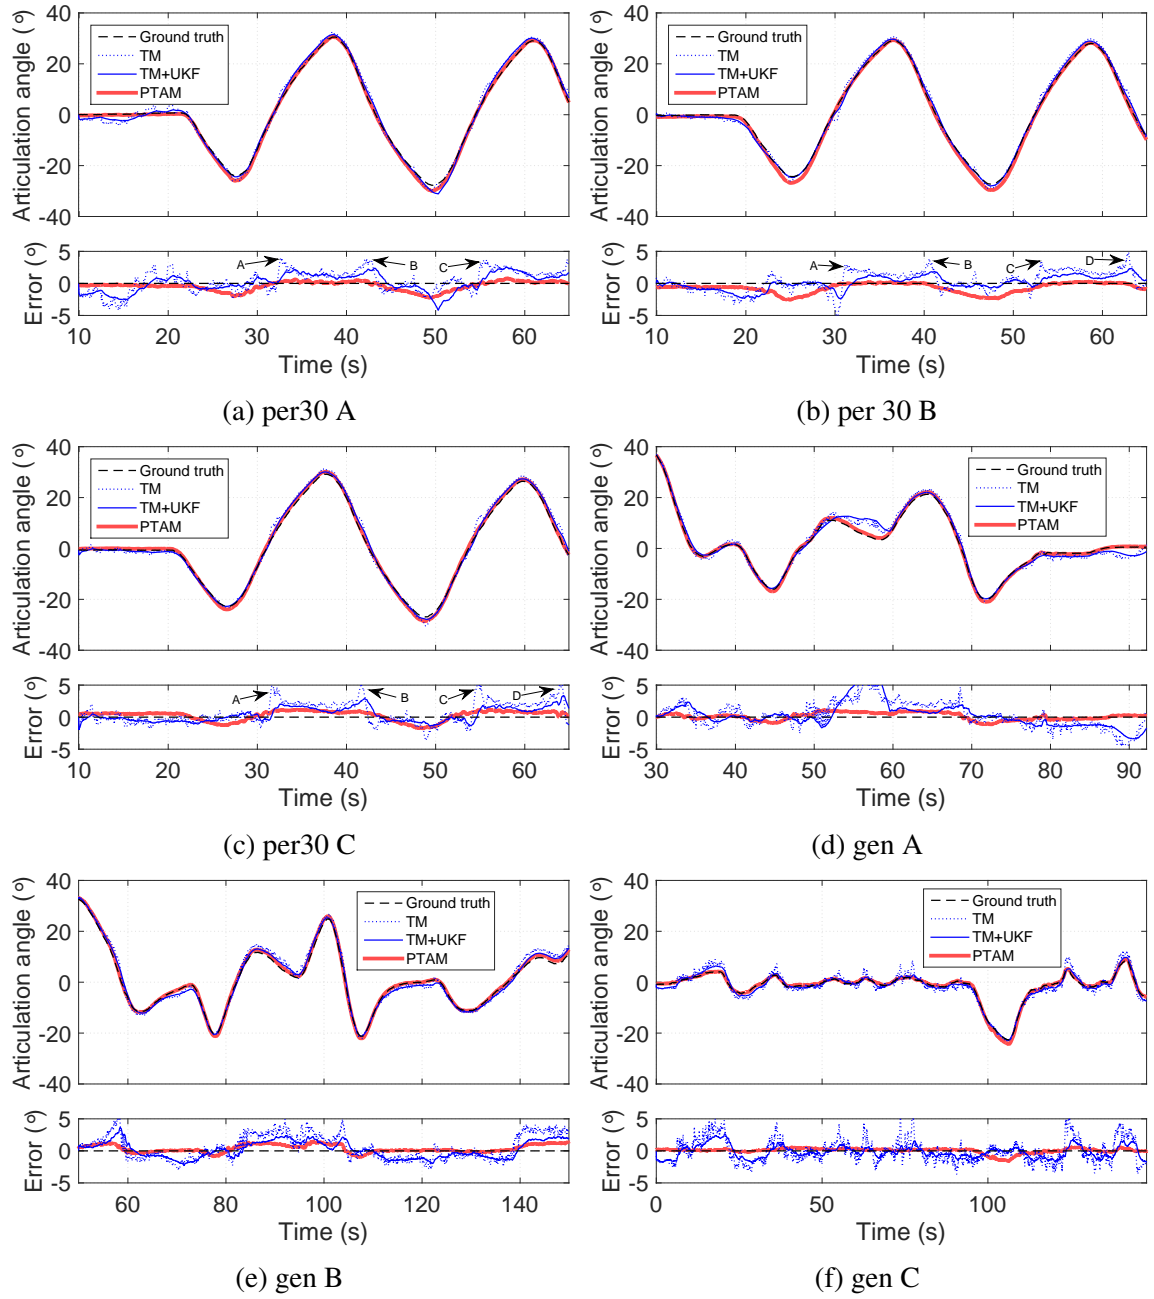 Articulation angle (°)
40
20
0
-20
-40
Ground truth
TM
TM+UKF
PTAM
Error (°)
5
0
-5
A
B
C
10 20 30 40 50 60
Time (s)
(a) per30 A
Articulation angle (°)
40
20
0
-20
-40
Ground truth
TM
TM+UKF
PTAM
Error (°)
5
0
-5
A
B
C
D
10 20 30 40 50 60
Time (s)
(b) per 30 B
Articulation angle (°)
40
20
0
-20
-40
Ground truth
TM
TM+UKF
PTAM
Error (°)
5
0
-5
A
B
C
D
10 20 30 40 50 60
Time (s)
(c) per30 C
Articulation angle (°)
40
20
0
-20
-40
Ground truth
TM
TM+UKF
PTAM
Error (°)
5
0
-5
30 40 50 60 70 80 90
Time (s)
(d) gen A
Articulation angle (°)
40
20
0
-20
-40
Ground truth
TM
TM+UKF
PTAM
Error (°)
5
0
-5
60 80 100 120 140
Time (s)
(e) gen B
Articulation angle (°)
40
20
0
-20
-40
Ground truth
TM
TM+UKF
PTAM
Error (°)
5
0
-5
0 50 100
Time (s)
(f) gen C